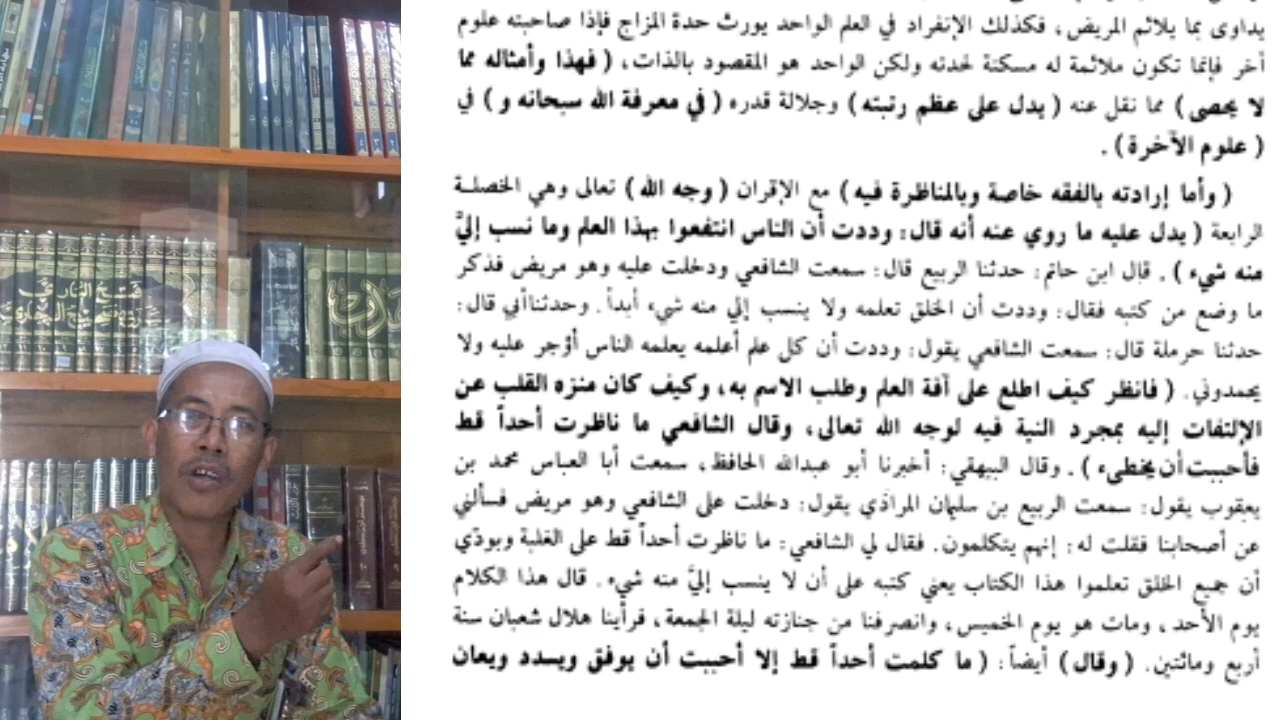 يداوى بما يلائم المريض، فكذلك الإنفراد في العلم الواحد يورث حدة المزاج فإذا صاحبته علوم
أخر فإنما تكون ملائمة له مسكنة لحدته ولكن الواحد هو المقصود بالذات، ( فهذا وأمثاله مما
لا يحصى ) مما نقل عنه ( يدل على عظم رتبته ) وجلالة قدره ( في معرفة الله سبحانه و ) في
( علوم الآخرة ) .
( وأما إرادته بالفقه خاصة وبالمناظرة فيه ) مع الإقران ( وجه الله ) تعالى وهي الخصلة
الرابعة ( يدل عليه ما روي عنه أنه قال: وددت أن الناس انتفعوا بهذا العلم وما نسب إليَّ
منه شيء ) . قال ابن حاتم: حدثنا الربيع قال: سمعت الشافعي ودخلت عليه وهو مريض فذكر
ما وضع من كتبه فقال: وددت أن الخلق تعلمه ولا ينسب إلي منه شيء أبداً. وحدثنا أبي قال:
حدثنا حرملة قال: سمعت الشافعي يقول: وددت أن كل علم أعلمه يعلمه الناس أؤجر عليه ولا
يحمدوني. ( فانظر كيف اطلع على آفة العلم وطلب الاسم به، وكيف كان منزه القلب عن
الإلتفات إليه بمجرد النية فيه لوجه الله تعالى، وقال الشافعي ما ناظرت أحداً قط
فأحببت أن يخطىء ) . وقال البيهقي: أخبرنا أبو عبدالله الحافظ، سمعت أبا العباس محمد بن
يعقوب يقول: سمعت الربيع بن سليمان المراذي يقول: دخلت على الشافعي وهو مريض فسألني
عن أصحابنا فقلت له: إنهم يتكلمون. فقال لي الشافعي: ما ناظرت أحداً قط على الغلبة وبودّي
أن جميع الخلق تعلموا هذا الكتاب يعني كتبه على أن لا ينسب إليَّ منه شيء. قال هذا الكلام
يوم الأحد، ومات هو يوم الخميس، وانصرفنا من جنازته ليلة الجمعة، فرأينا هلال شعبان سنة
أربع ومائتين. ( وقال ) أيضاً: ( ما كلمت أحداً قط إلا أحببت أن يوفق ويسدد ويعان